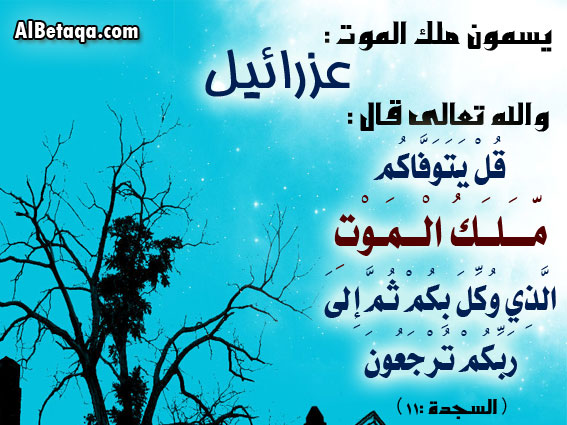 AlBetaqa.com
يسمون ملك الموت :
عزرائيل
والله تعالى قال :
قُلْ يَتَوَفَّاكُم
مَّلَكُ الْمَوْتِ
الَّذِي وُكِّلَ بِكُمْ ثُمَّ إِلَىٰ
رَبِّكُمْ تُرْجَعُونَ
( السجدة :١١ )